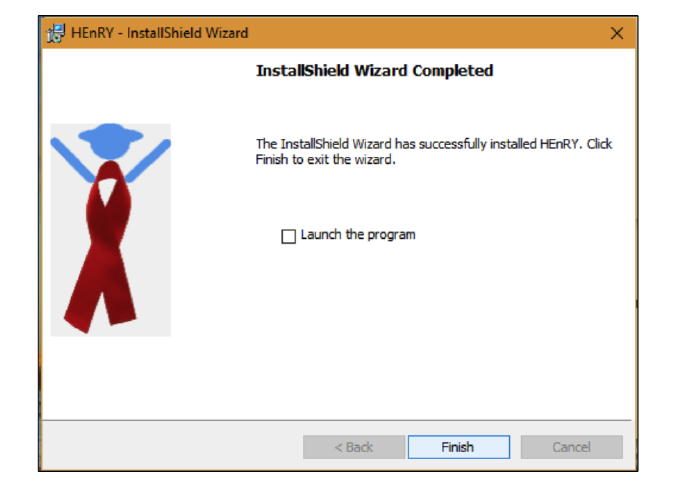 HEnRY - InstallShield Wizard
InstallShield Wizard Completed
The InstallShield Wizard has successfully installed HEnRY. Click
Finish to exit the wizard.
Launch the program
< Back
Finish
Cancel